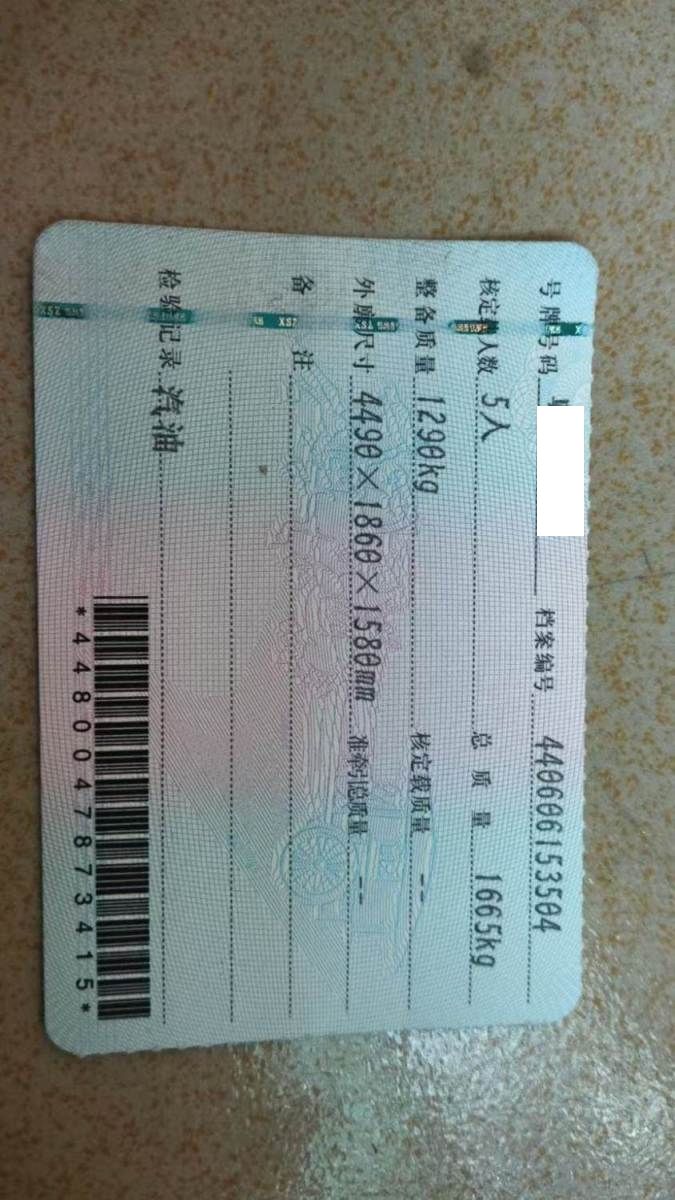 号牌号码 档案编号 440606153504
核定载人数 5人 总质量 1665kg
整备质量 1290kg 核定载质量 --
外廓尺寸 4490×1860×1580mm 准牵引总质量 --
备注
检验记录 汽油
*4480047873415*